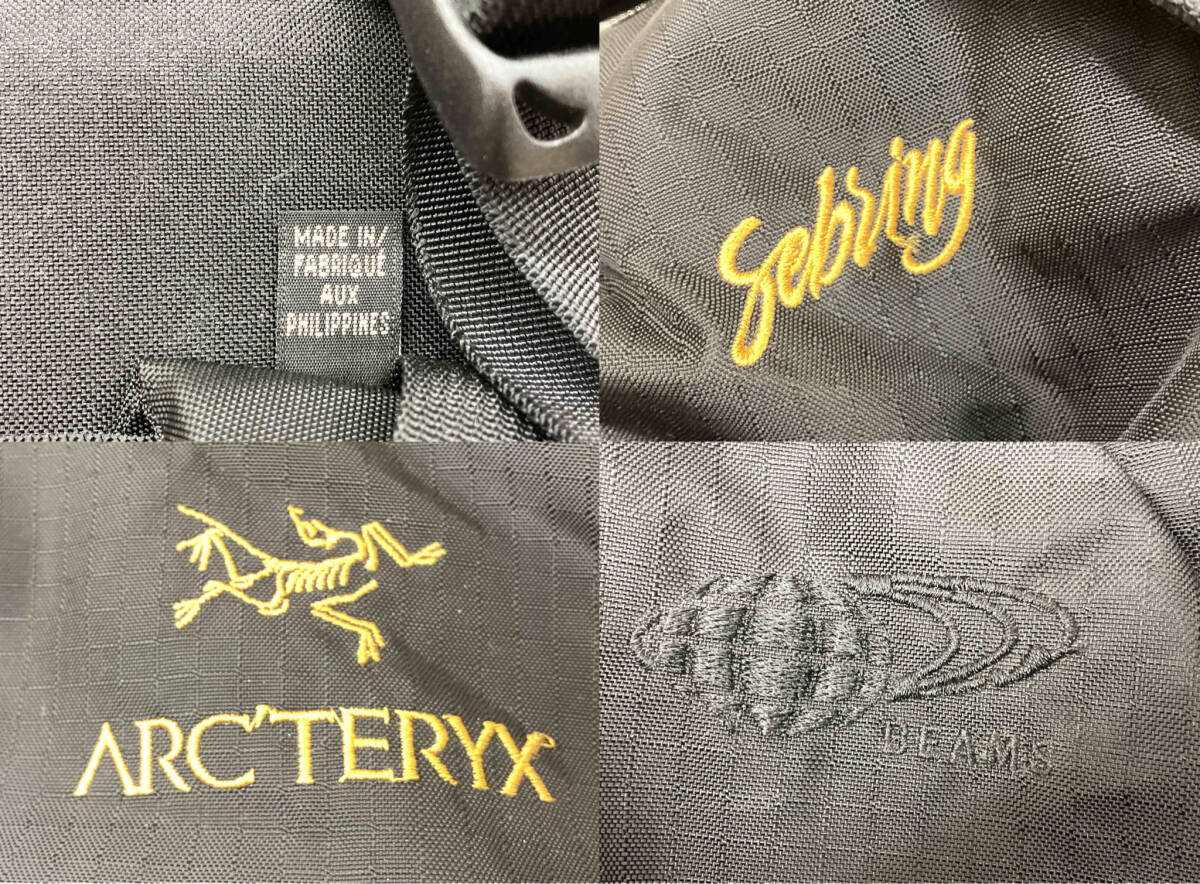 MADE IN/
FABRIQUÉ
AUX
PHILIPPINES
Sebring
ARC'TERYX
BEAMS